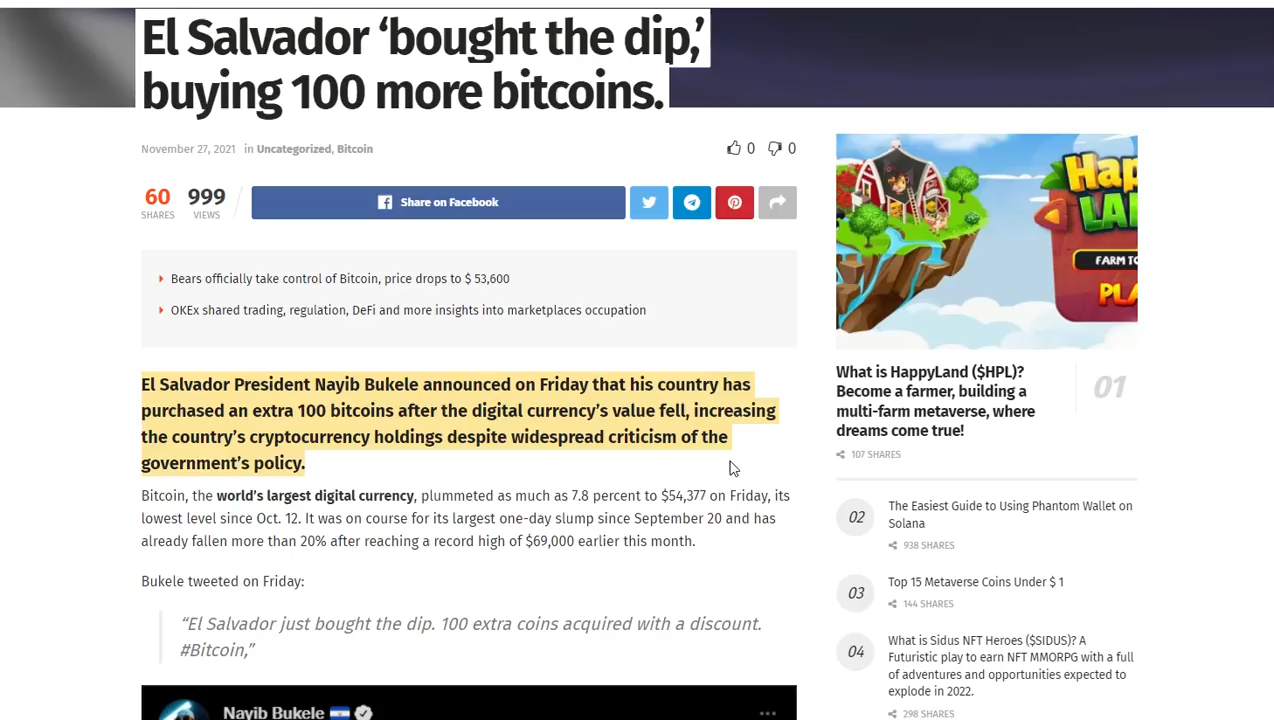 El Salvador ‘bought the dip,’
buying 100 more bitcoins.
November 27, 2021 in Uncategorized, Bitcoin
0 0
60 999
SHARES VIEWS
Share on Facebook
Bears officially take control of Bitcoin, price drops to $ 53,600
OKEx shared trading, regulation, DeFi and more insights into marketplaces occupation
El Salvador President Nayib Bukele announced on Friday that his country has
purchased an extra 100 bitcoins after the digital currency’s value fell, increasing
the country’s cryptocurrency holdings despite widespread criticism of the
government’s policy.
Bitcoin, the world’s largest digital currency, plummeted as much as 7.8 percent to $54,377 on Friday, its
lowest level since Oct. 12. It was on course for its largest one-day slump since September 20 and has
already fallen more than 20% after reaching a record high of $69,000 earlier this month.
Bukele tweeted on Friday:
“El Salvador just bought the dip. 100 extra coins acquired with a discount.
#Bitcoin,”
Nayib Bukele
Hap
LA
FARM TO
PL
What is HappyLand ($HPL)?
Become a farmer, building a
multi-farm metaverse, where
dreams come true!
01
107 SHARES
02
The Easiest Guide to Using Phantom Wallet on
Solana
938 SHARES
03
Top 15 Metaverse Coins Under $ 1
144 SHARES
04
What is Sidus NFT Heroes ($SIDUS)? A
Futuristic play to earn NFT MMORPG with a full
of adventures and opportunities expected to
explode in 2022.
298 SHARES